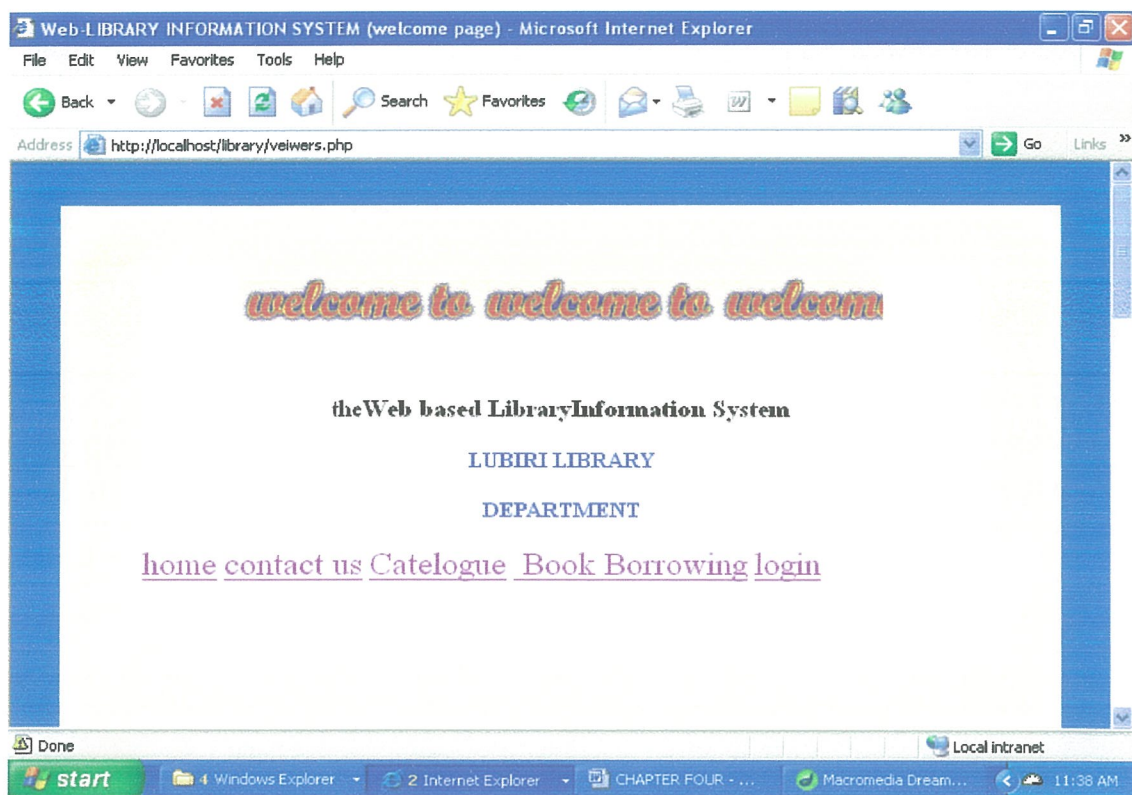 Web-LIBRARY INFORMATION SYSTEM (welcome page) - Microsoft Internet Explorer
File Edit View Favorites Tools Help
Back Search Favorites
Address http://localhost/library/veiwers.php Go Links »
welcome to welcome to welcom
theWeb based LibraryInformation System
LUBIRI LIBRARY
DEPARTMENT
home contact us Catelogue Book Borrowing login
Done Local intranet
start 4 Windows Explorer 2 Internet Explorer CHAPTER FOUR - ... Macromedia Dream... 11:38 AM